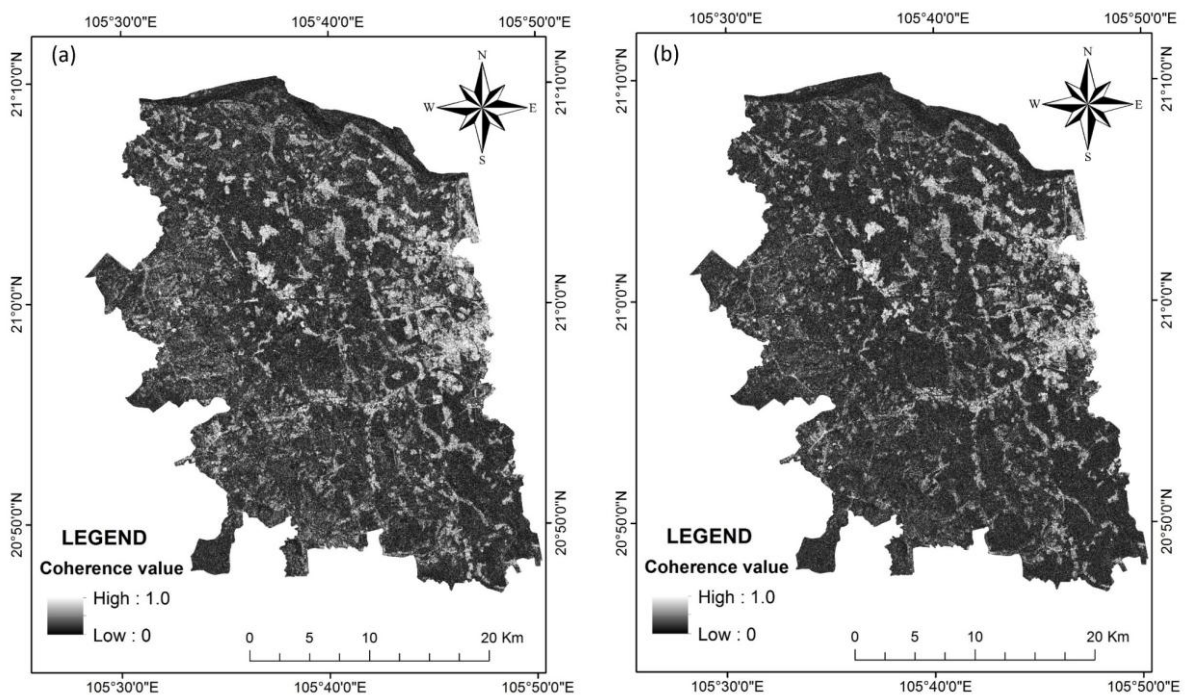 105°30'0"E 105°40'0"E 105°50'0"E
(a)
N
W E
S
21°10'0"N 21°10'0"N
21°0'0"N 21°0'0"N
20°50'0"N 20°50'0"N
LEGEND
Coherence value
High : 1.0
Low : 0
0 5 10 20 Km
105°30'0"E 105°40'0"E 105°50'0"E
105°30'0"E 105°40'0"E 105°50'0"E
(b)
N
W E
S
21°10'0"N 21°10'0"N
21°0'0"N 21°0'0"N
20°50'0"N 20°50'0"N
LEGEND
Coherence value
High : 1.0
Low : 0
0 5 10 20 Km
105°30'0"E 105°40'0"E 105°50'0"E